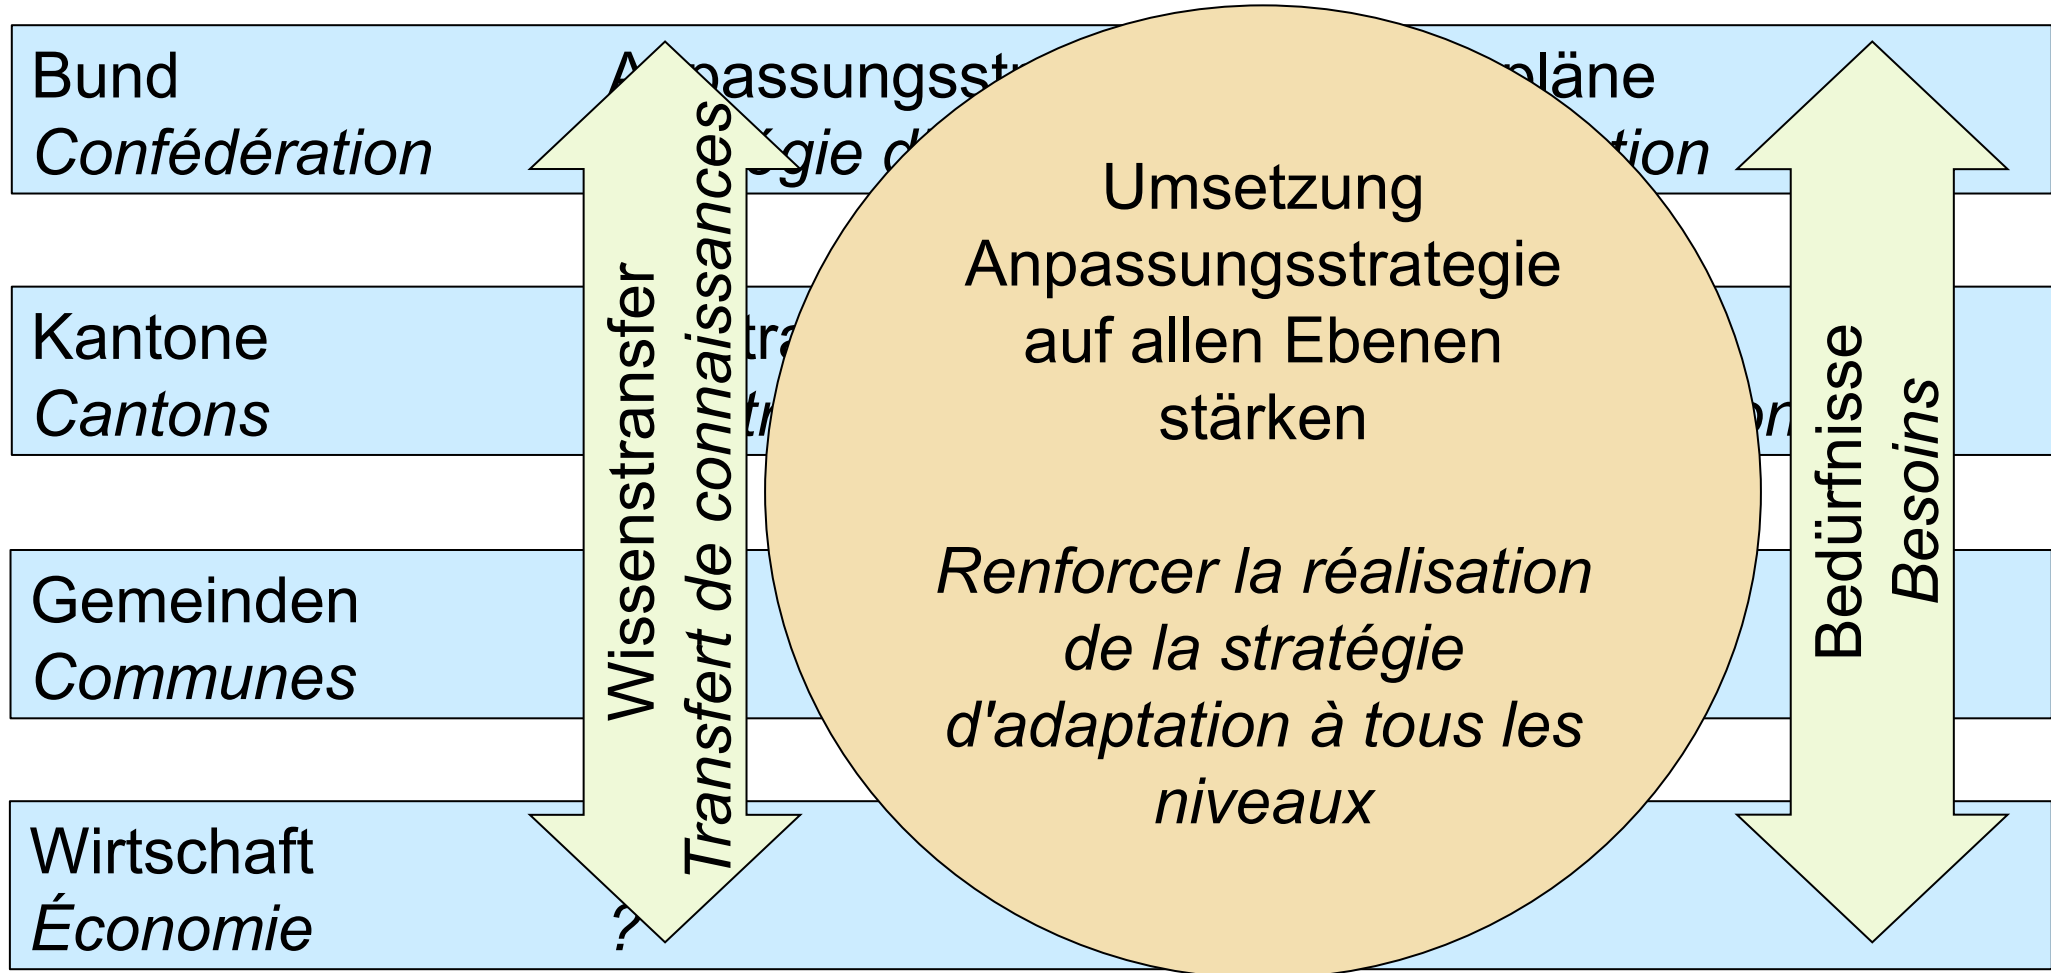 Bund
Confédération
Kantone
Cantons
Gemeinden
Communes
Wirtschaft
Économie
?
Wissenstransfer
Transfert de connaissances
Umsetzung
Anpassungsstrategie
auf allen Ebenen
stärken
Renforcer la réalisation
de la stratégie
d'adaptation à tous les
niveaux
Bedürfnisse
Besoins